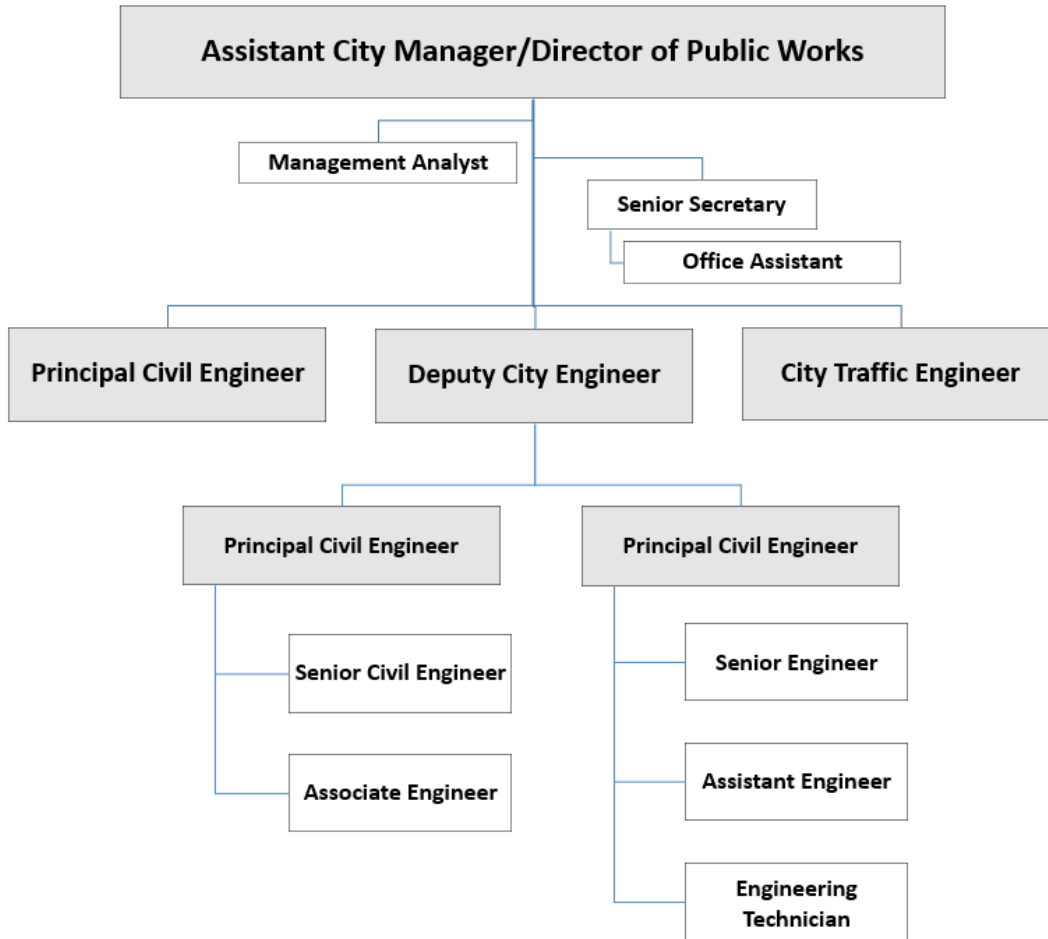 Assistant City Manager/Director of Public Works
Management Analyst
Senior Secretary
Office Assistant
Principal Civil Engineer
Deputy City Engineer
City Traffic Engineer
Principal Civil Engineer
Principal Civil Engineer
Senior Civil Engineer
Senior Engineer
Associate Engineer
Assistant Engineer
Engineering
Technician